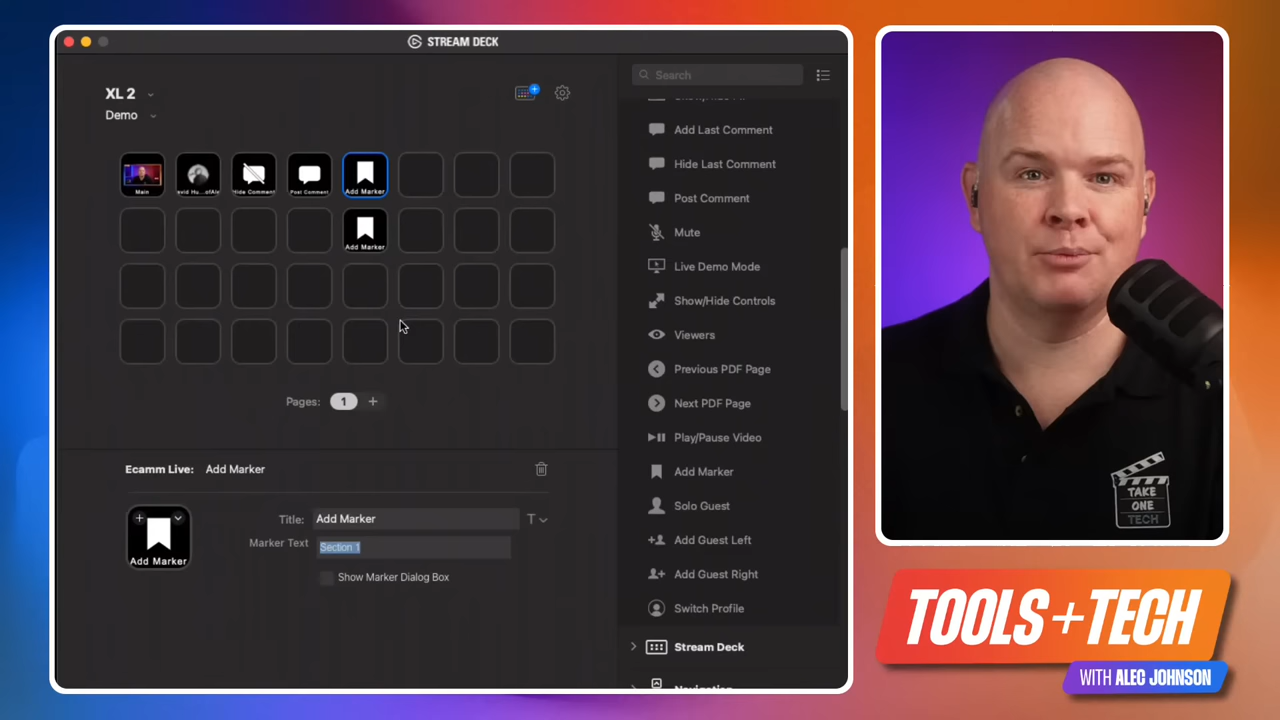 STREAM DECK
XL 2
Demo
Search
Add Last Comment
Hide Last Comment
Post Comment
Mute
Live Demo Mode
Show/Hide Controls
Viewers
Previous PDF Page
Next PDF Page
Play/Pause Video
Add Marker
Solo Guest
Add Guest Left
Add Guest Right
Switch Profile
Stream Deck
Main
avid Hu...ofAle
Hide Comment
Post Comment
Add Marker
Add Marker
Pages: 1 +
Ecamm Live: Add Marker
Title: Add Marker
T
Marker Text Section 1
Show Marker Dialog Box
Add Marker
TAKE
ONE
TECH
TOOLS+TECH
WITH ALEC JOHNSON